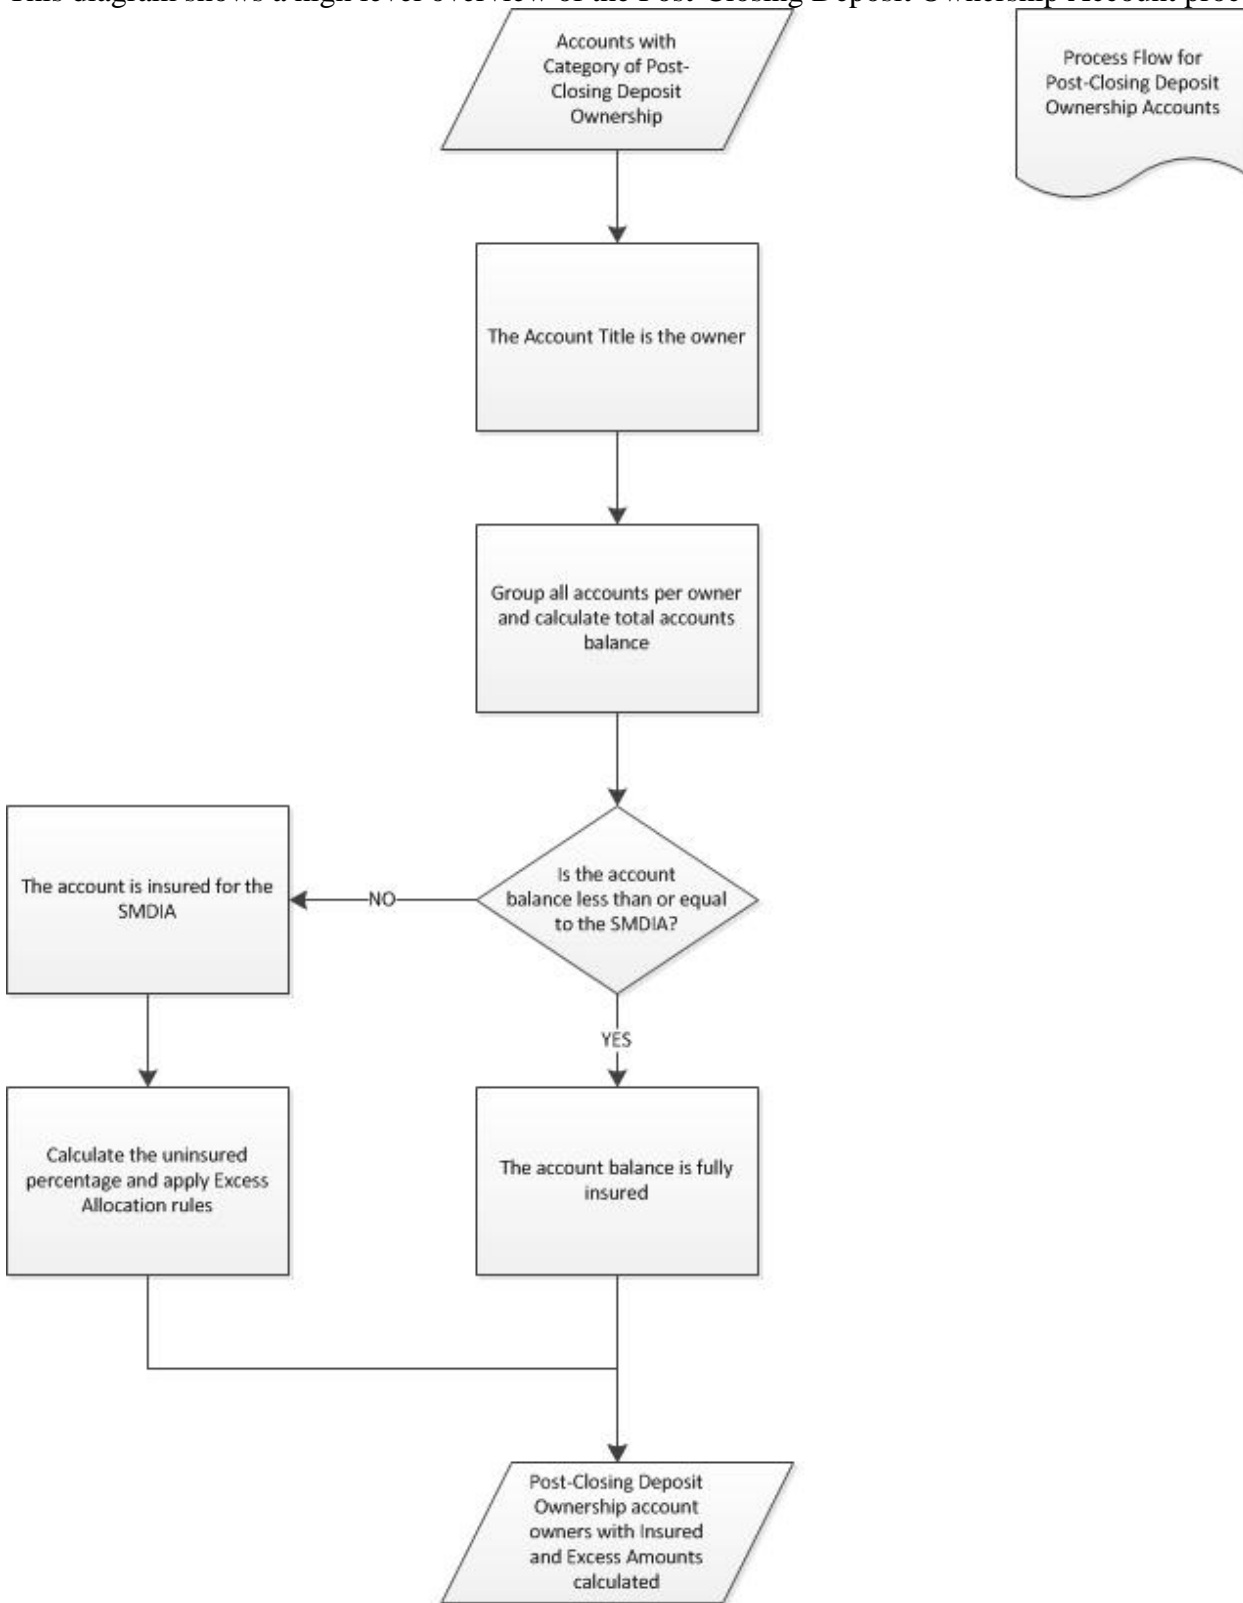 This diagram shows a high level overview of the Post-Closing Deposit Ownership Account
Accounts with
Category of Post-
Closing Deposit
Ownership
Process Flow for
Post-Closing Deposit
Ownership Accounts
The Account Title is the owner
Group all accounts per owner
and calculate total accounts
balance
Is the account
balance less than or equal
to the SMDIA?
NO
The account is insured for the
SMDIA
YES
Calculate the uninsured
percentage and apply Excess
Allocation rules
The account balance is fully
insured
Post-Closing Deposit
Ownership account
owners with Insured
and Excess Amounts
calculated